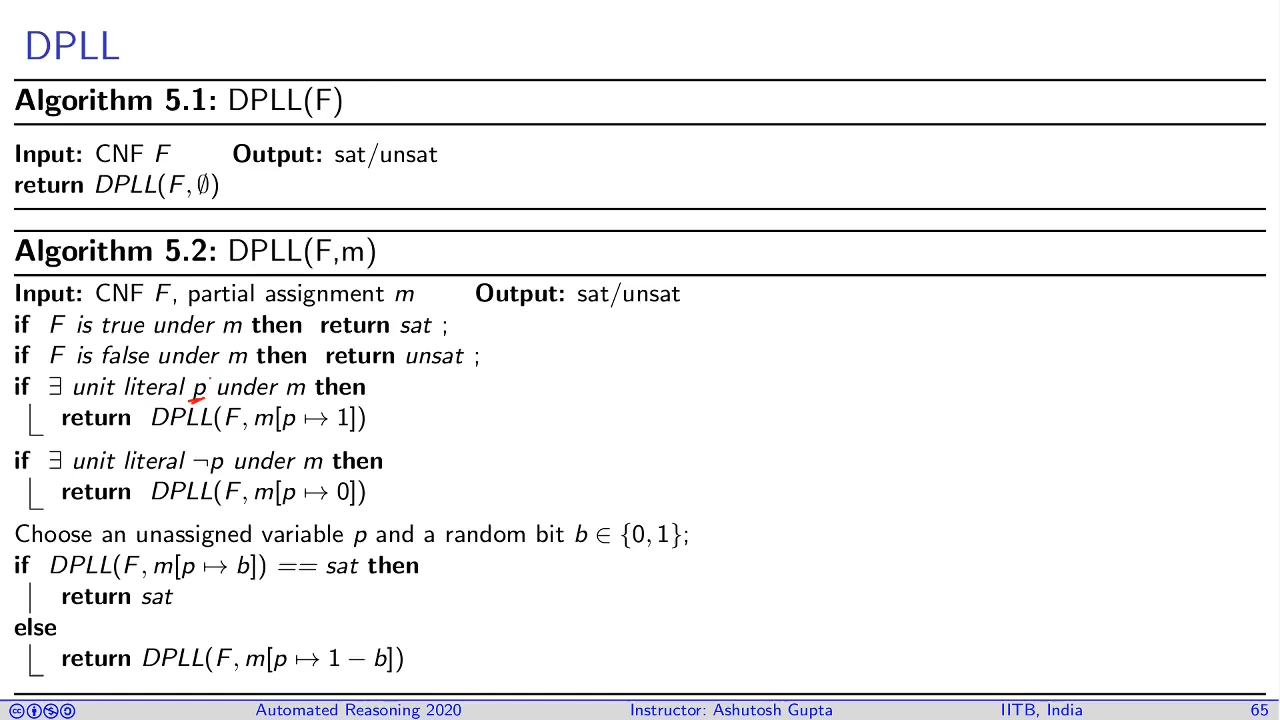 DPLL
Algorithm 5.1: DPLL(F)
Input: CNF F Output: sat/unsat
return DPLL(F, ∅)
Algorithm 5.2: DPLL(F,m)
Input: CNF F, partial assignment m Output: sat/unsat
if F is true under m then return sat ;
if F is false under m then return unsat ;
if ∃ unit literal p under m then
return DPLL(F, m[p ↦ 1])
if ∃ unit literal ¬p under m then
return DPLL(F, m[p ↦ 0])
Choose an unassigned variable p and a random bit b ∈ {0, 1};
if DPLL(F, m[p ↦ b]) == sat then
return sat
else
return DPLL(F, m[p ↦ 1 − b])
Automated Reasoning 2020 Instructor: Ashutosh Gupta IITB, India 65